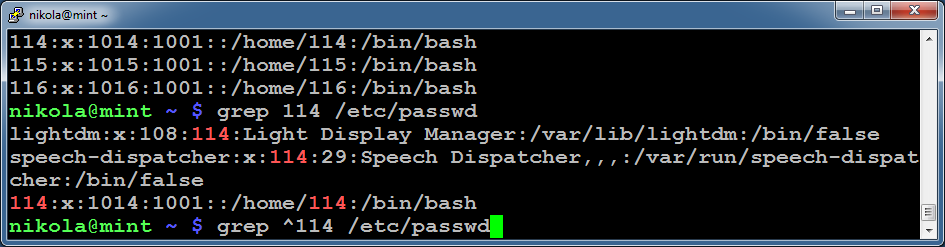 nikola@mint ~
114:x:1014:1001::/home/114:/bin/bash
115:x:1015:1001::/home/115:/bin/bash
116:x:1016:1001::/home/116:/bin/bash
nikola@mint ~ $ grep 114 /etc/passwd
lightdm:x:108:114:Light Display Manager:/var/lib/lightdm:/bin/false
speech-dispatcher:x:114:29:Speech Dispatcher,,,:/var/run/speech-dispat
cher:/bin/false
114:x:1014:1001::/home/114:/bin/bash
nikola@mint ~ $ grep ^114 /etc/passwd